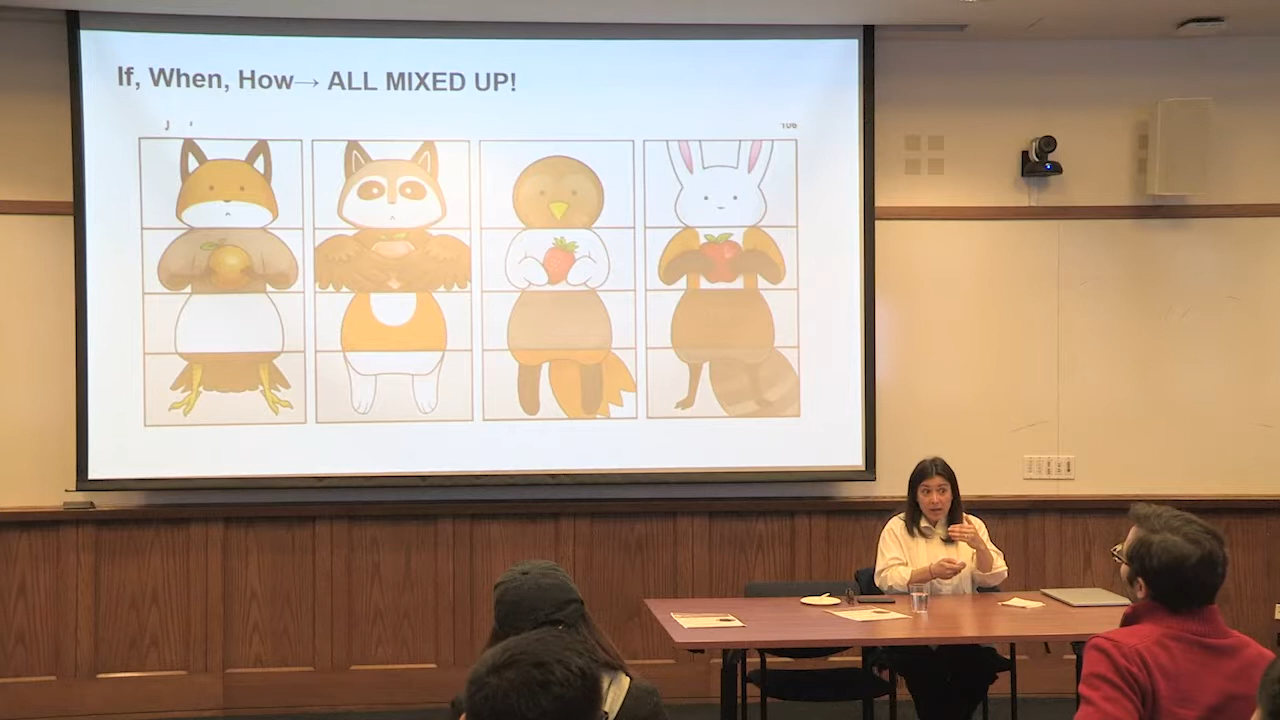 If, When, How→ ALL MIXED UP!